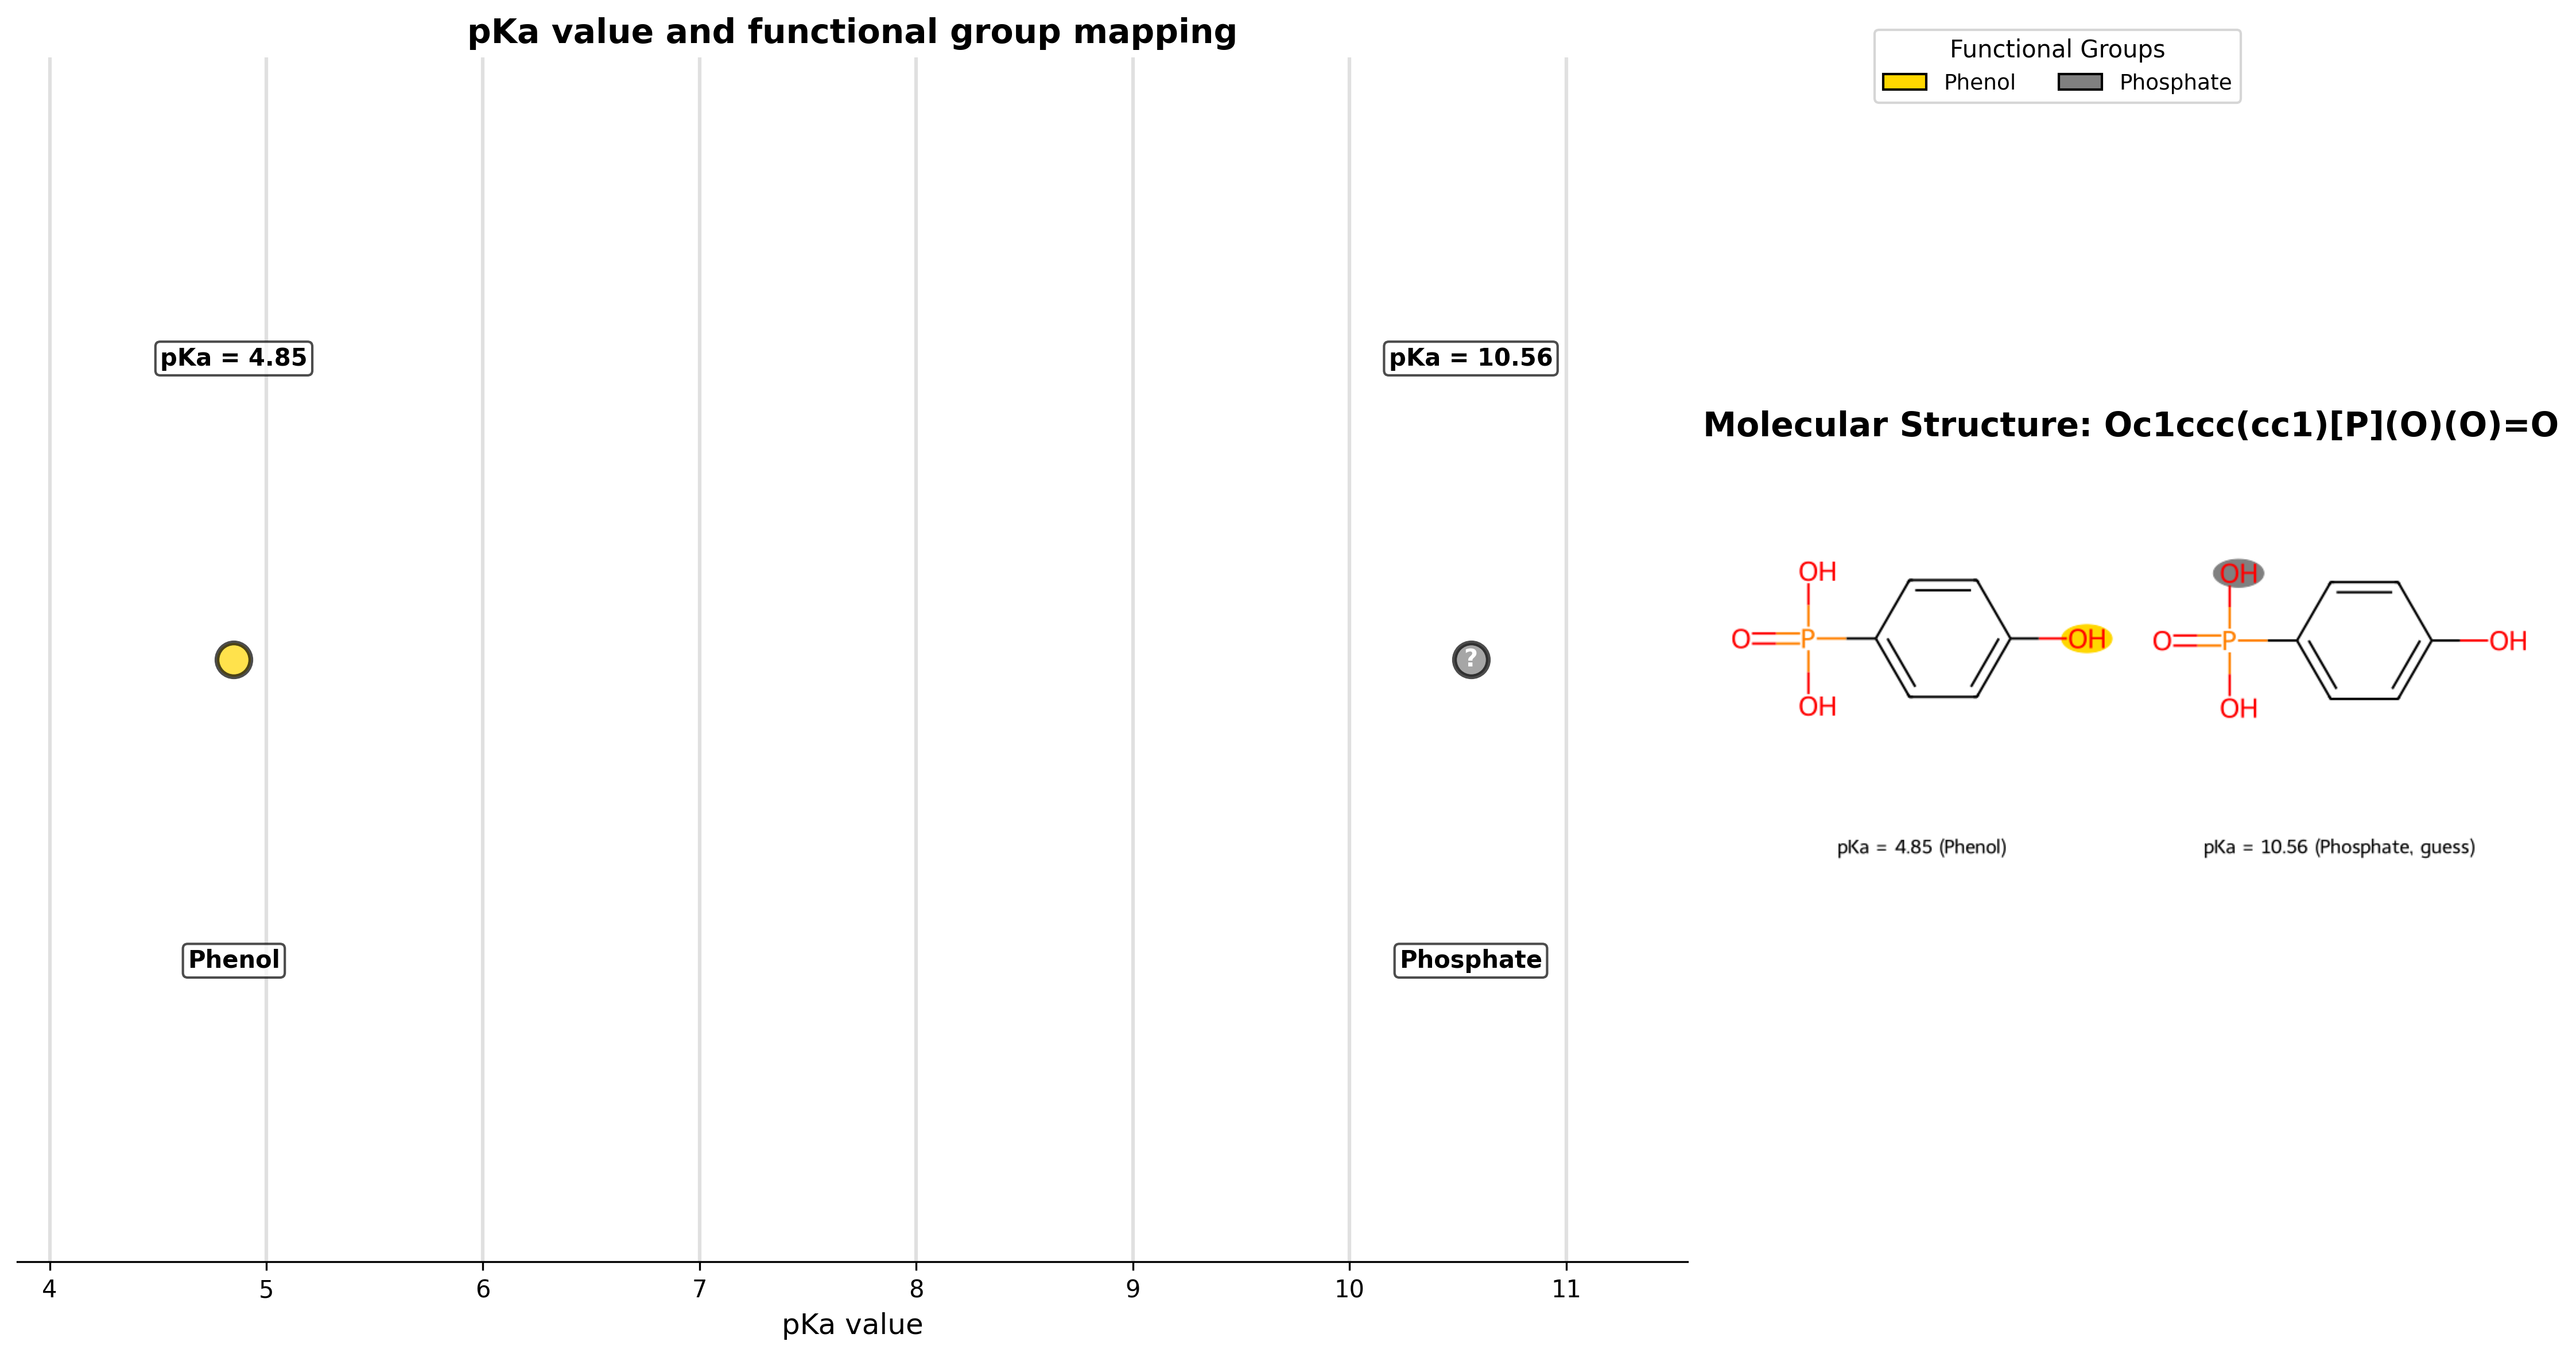 pKa value and functional group mapping
Functional Groups
Phenol
Phosphate
pKa = 4.85
pKa = 10.56
Molecular Structure: Oc1ccc(cc1)[P](O)(O)=O
OH
O
P
OH
OH
OH
O
P
OH
OH
?
pKa = 4.85 (Phenol)
pKa = 10.56 (Phosphate, guess)
Phenol
Phosphate
4
5
6
7
8
9
10
11
pKa value